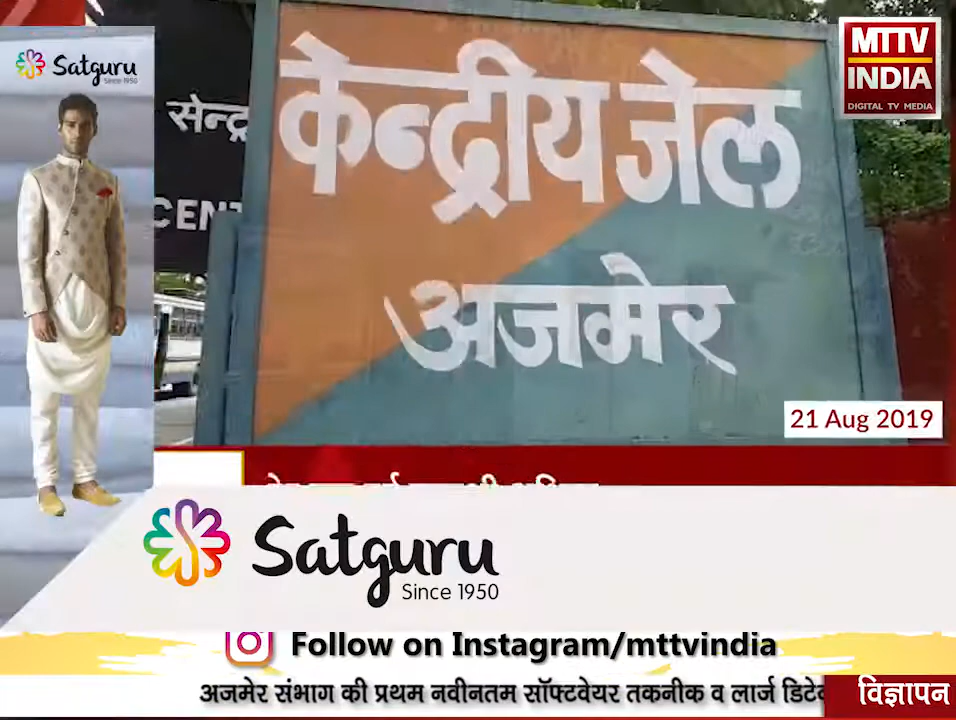 Satguru
Since 1950
MTTV
INDIA
DIGITAL TV MEDIA
केन्द्रीय जेल
अजमेर
21 Aug 2019
Satguru
Since 1950
Follow on Instagram/mttvindia
अजमेर संभाग की प्रथम नवीनतम सॉफ्टवेयर तकनीक व लार्ज
विज्ञापन